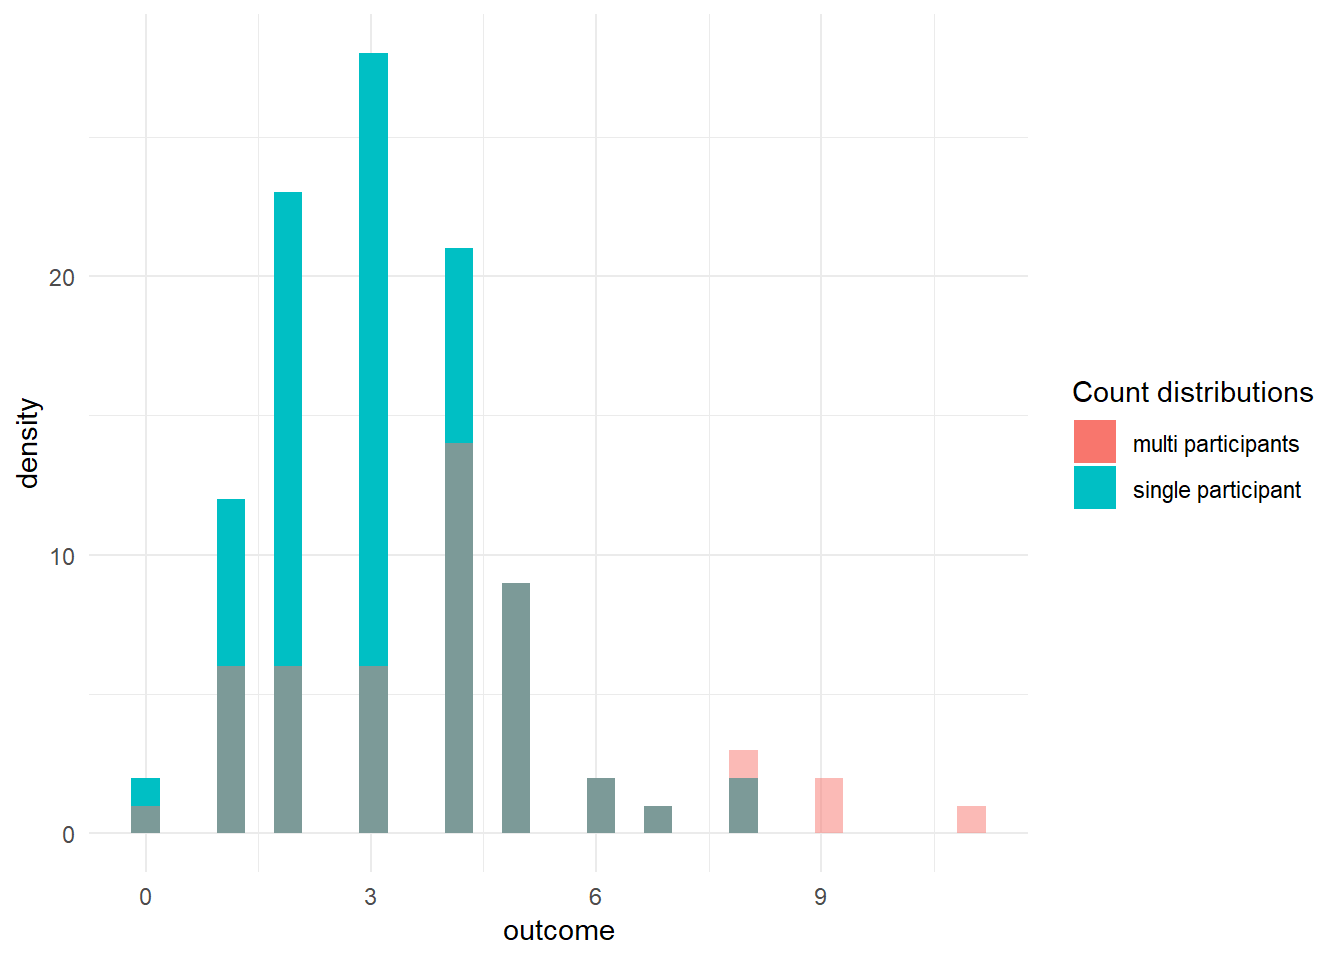 20
10
0
density
0 3 6 9
outcome
Count distributions
multi participants
single participant